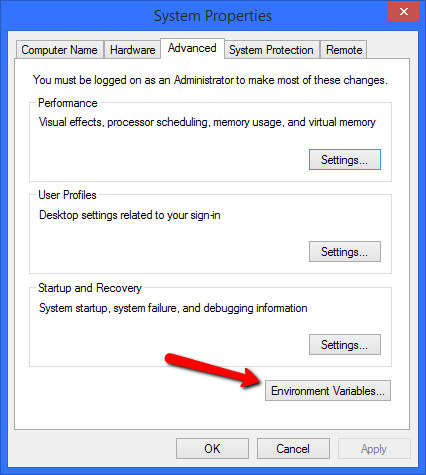 System Properties
Computer Name Hardware Advanced System Protection Remote
You must be logged on as an Administrator to make most of these changes.
Performance
Visual effects, processor scheduling, memory usage, and virtual memory
Settings...
User Profiles
Desktop settings related to your sign-in
Settings...
Startup and Recovery
System startup, system failure, and debugging information
Settings...
Environment Variables...
OK Cancel Apply